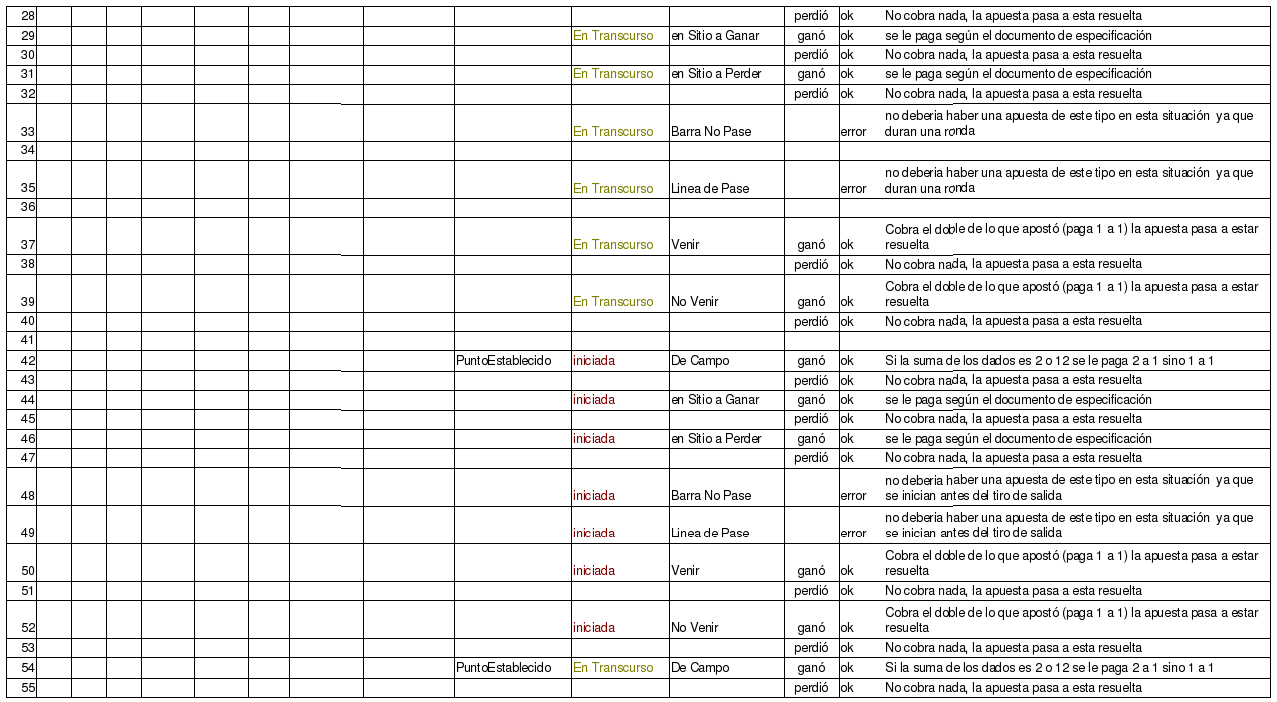 28 perdió ok No cobra nada, la apuesta pasa a esta resuelta
29 En Transcurso en Sitio a Ganar ganó ok se le paga según el documento de especificación
30 perdió ok No cobra nada, la apuesta pasa a esta resuelta
31 En Transcurso en Sitio a Perder ganó ok se le paga según el documento de especificación
32 perdió ok No cobra nada, la apuesta pasa a esta resuelta
no deberia haber una apuesta de este tipo en esta situación ya que
33 En Transcurso Barra No Pase error duran una ronda
34
no deberia haber una apuesta de este tipo en esta situación ya que
35 En Transcurso Linea de Pase error duran una ronda
36
Cobra el doble de lo que apostó (paga 1 a 1) la apuesta pasa a estar
37 En Transcurso Venir ganó ok resuelta
38 perdió ok No cobra nada, la apuesta pasa a esta resuelta
Cobra el doble de lo que apostó (paga 1 a 1) la apuesta pasa a estar
39 En Transcurso No Venir ganó ok resuelta
40 perdió ok No cobra nada, la apuesta pasa a esta resuelta
41
42 PuntoEstablecido iniciada De Campo ganó ok Si la suma de los dados es 2 o 12 se le paga 2 a 1 sino 1 a 1
43 perdió ok No cobra nada, la apuesta pasa a esta resuelta
44 iniciada en Sitio a Ganar ganó ok se le paga según el documento de especificación
45 perdió ok No cobra nada, la apuesta pasa a esta resuelta
46 iniciada en Sitio a Perder ganó ok se le paga según el documento de especificación
47 perdió ok No cobra nada, la apuesta pasa a esta resuelta
no deberia haber una apuesta de este tipo en esta situación ya que
48 iniciada Barra No Pase error se inician antes del tiro de salida
no deberia haber una apuesta de este tipo en esta situación ya que
49 iniciada Linea de Pase error se inician antes del tiro de salida
Cobra el doble de lo que apostó (paga 1 a 1) la apuesta pasa a estar
50 iniciada Venir ganó ok resuelta
51 perdió ok No cobra nada, la apuesta pasa a esta resuelta
Cobra el doble de lo que apostó (paga 1 a 1) la apuesta pasa a estar
52 iniciada No Venir ganó ok resuelta
53 perdió ok No cobra nada, la apuesta pasa a esta resuelta
54 PuntoEstablecido En Transcurso De Campo ganó ok Si la suma de los dados es 2 o 12 se le paga 2 a 1 sino 1 a 1
55 perdió ok No cobra nada, la apuesta pasa a esta resuelta